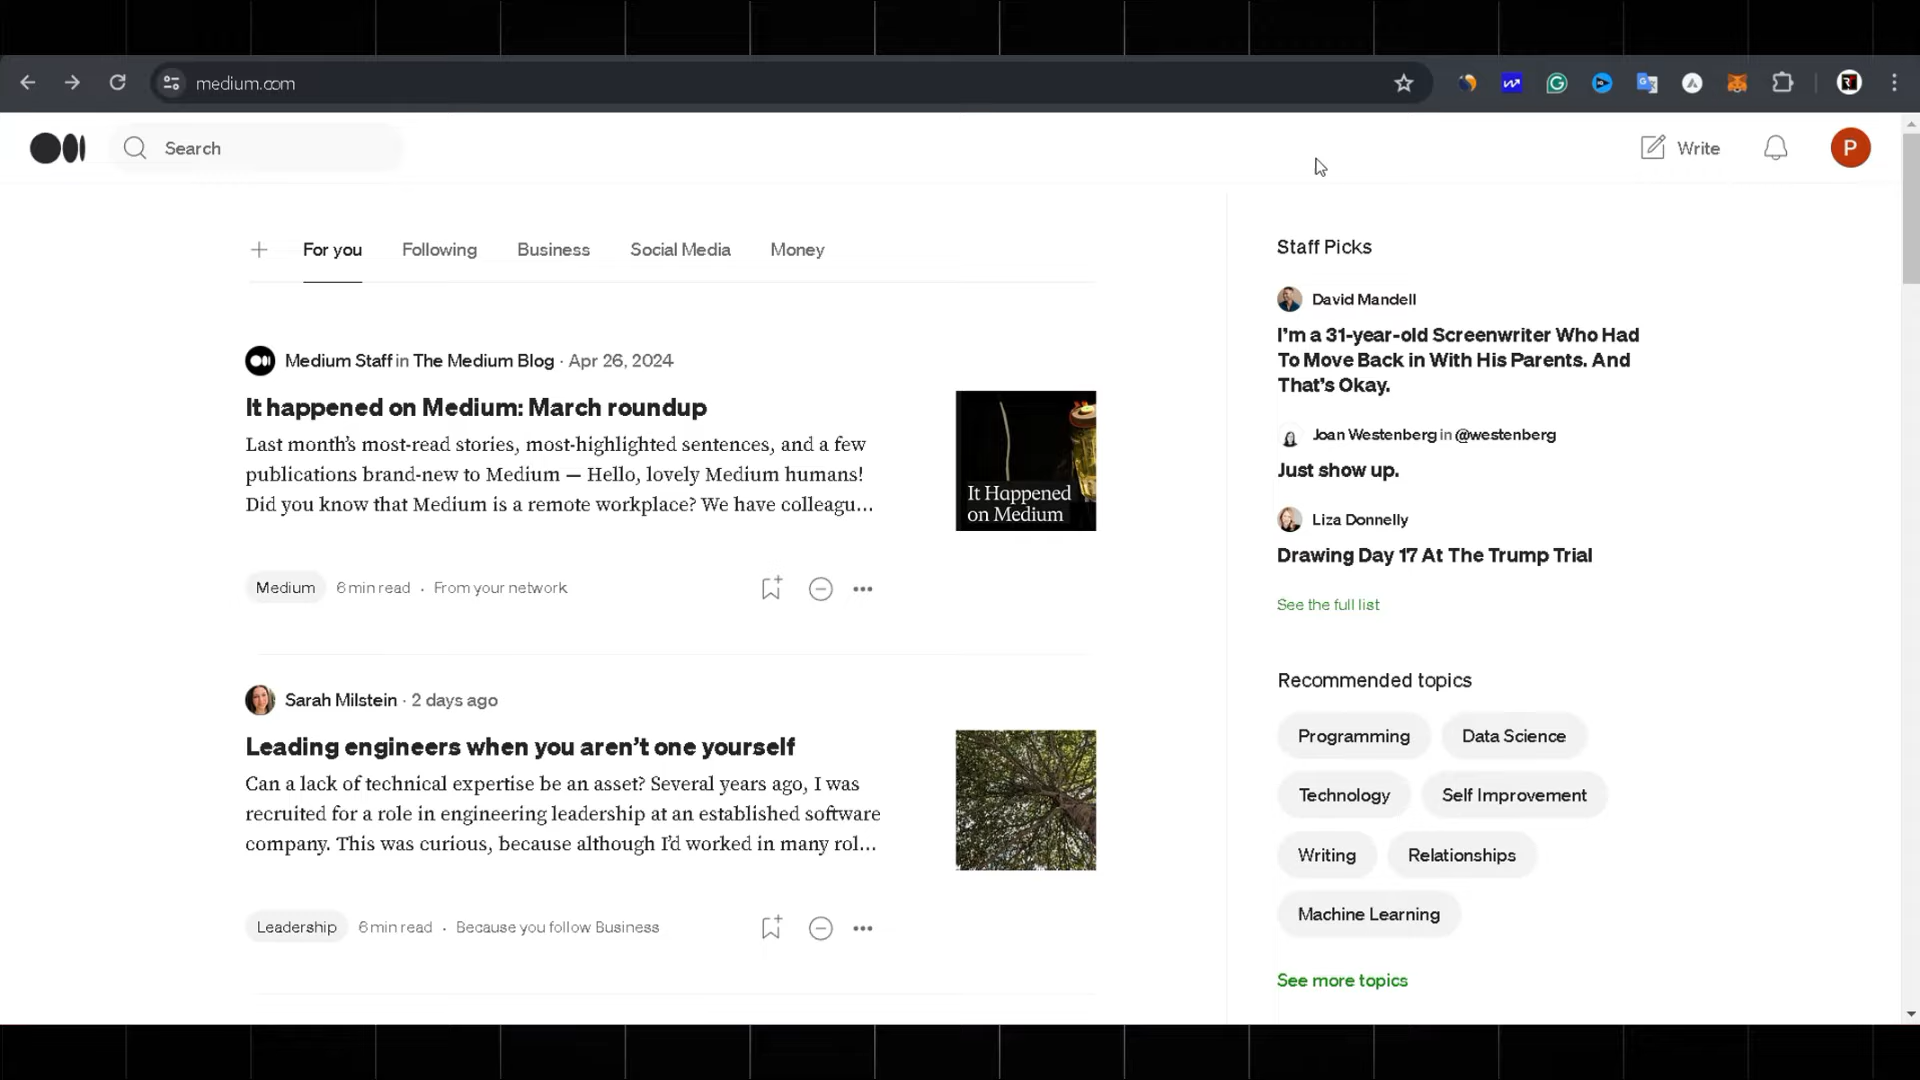 medium.com
Search
Write
P
For you
Following
Business
Social Media
Money
Medium Staff in The Medium Blog · Apr 26, 2024
It happened on Medium: March roundup
Last month's most-read stories, most-highlighted sentences, and a few
publications brand-new to Medium — Hello, lovely Medium humans!
Did you know that Medium is a remote workplace? We have colleagu...
It Happened
on Medium
Medium
6 min read · From your network
Sarah Milstein · 2 days ago
Leading engineers when you aren't one yourself
Can a lack of technical expertise be an asset? Several years ago, I was
recruited for a role in engineering leadership at an established software
company. This was curious, because although I'd worked in many rol...
Leadership
6 min read · Because you follow Business
Staff Picks
David Mandell
I'm a 31-year-old Screenwriter Who Had
To Move Back in With His Parents. And
That's Okay.
Joan Westenberg in @westenberg
Just show up.
Liza Donnelly
Drawing Day 17 At The Trump Trial
See the full list
Recommended topics
Programming
Data Science
Technology
Self Improvement
Writing
Relationships
Machine Learning
See more topics